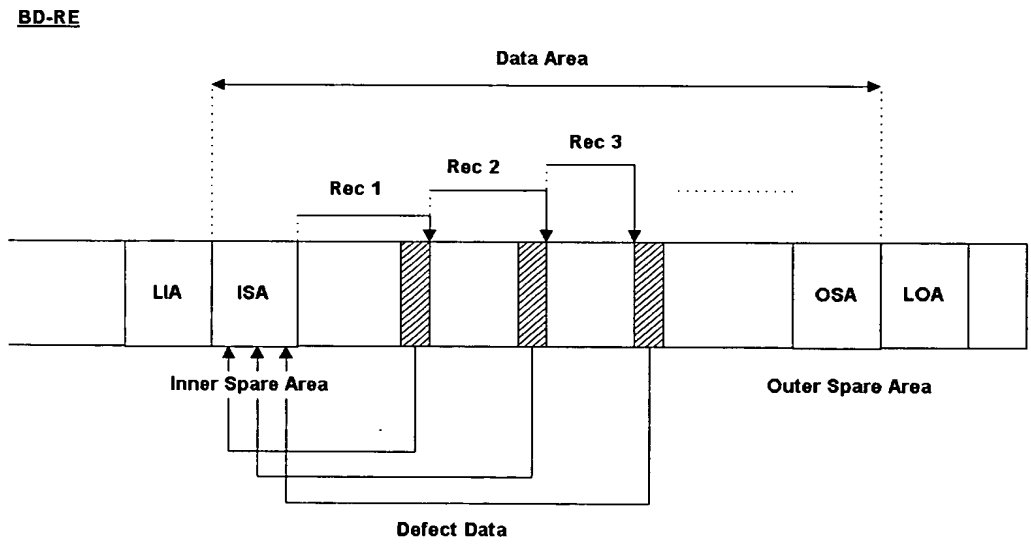 BD-RE
Data Area
Rec 3
Rec 2
Rec 1
LIA
ISA
OSA
LOA
Inner Spare Area
Outer Spare Area
Defect Data